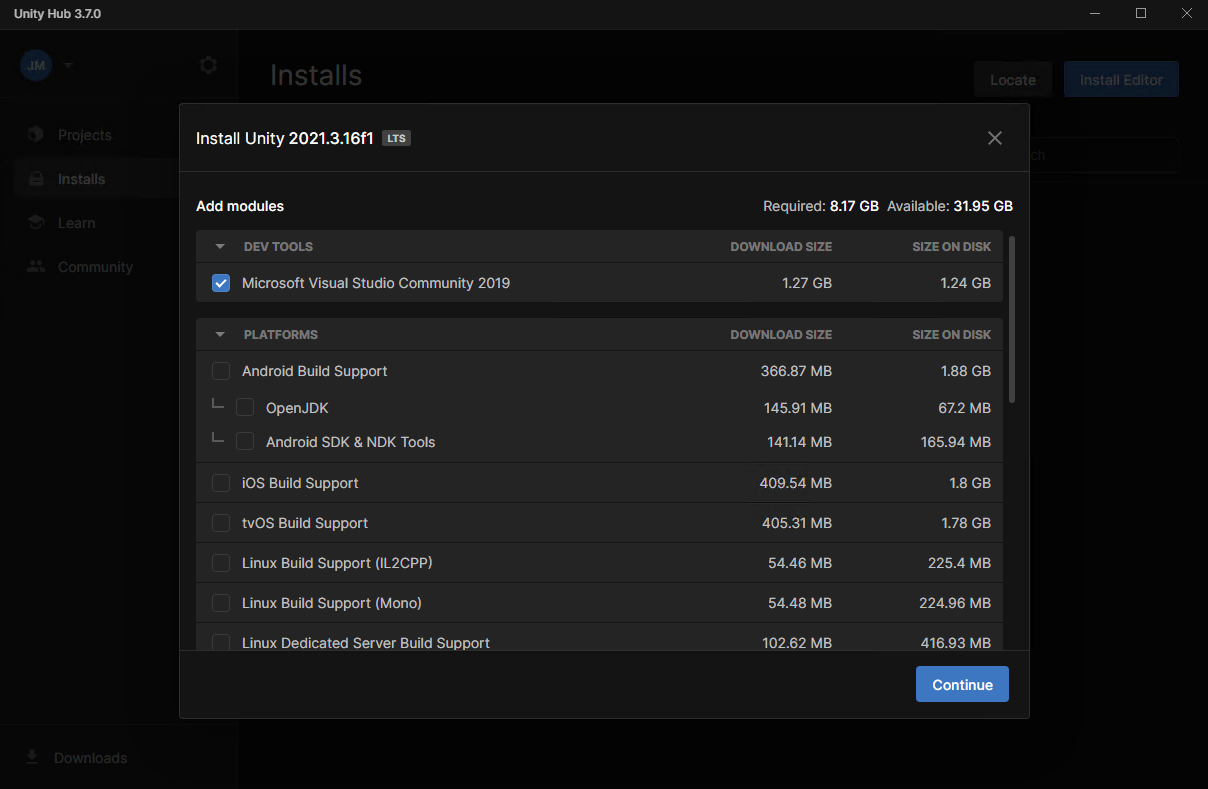 Unity Hub 3.7.0
JM
Installs
Locate
Install Editor
Projects
Installs
Learn
Community
Downloads
Install Unity 2021.3.16f1 LTS
Add modules
Required: 8.17 GB Available: 31.95 GB
DEV TOOLS DOWNLOAD SIZE SIZE ON DISK
Microsoft Visual Studio Community 2019 1.27 GB 1.24 GB
PLATFORMS DOWNLOAD SIZE SIZE ON DISK
Android Build Support 366.87 MB 1.88 GB
OpenJDK 145.91 MB 67.2 MB
Android SDK & NDK Tools 141.14 MB 165.94 MB
iOS Build Support 409.54 MB 1.8 GB
tvOS Build Support 405.31 MB 1.78 GB
Linux Build Support (IL2CPP) 54.46 MB 225.4 MB
Linux Build Support (Mono) 54.48 MB 224.96 MB
Linux Dedicated Server Build Support 102.62 MB 416.93 MB
Continue